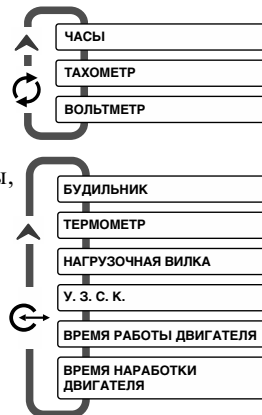 ЧАСЫ
ТАХОМЕТР
ВОЛЬТМЕТР
ы,
БУДИЛЬНИК
ТЕРМОМЕТР
НАГРУЗОЧНАЯ ВИЛКА
У. З. С. К.
ВРЕМЯ РАБОТЫ ДВИГАТЕЛЯ
ВРЕМЯ НАРАБОТКИ
ДВИГАТЕЛЯ